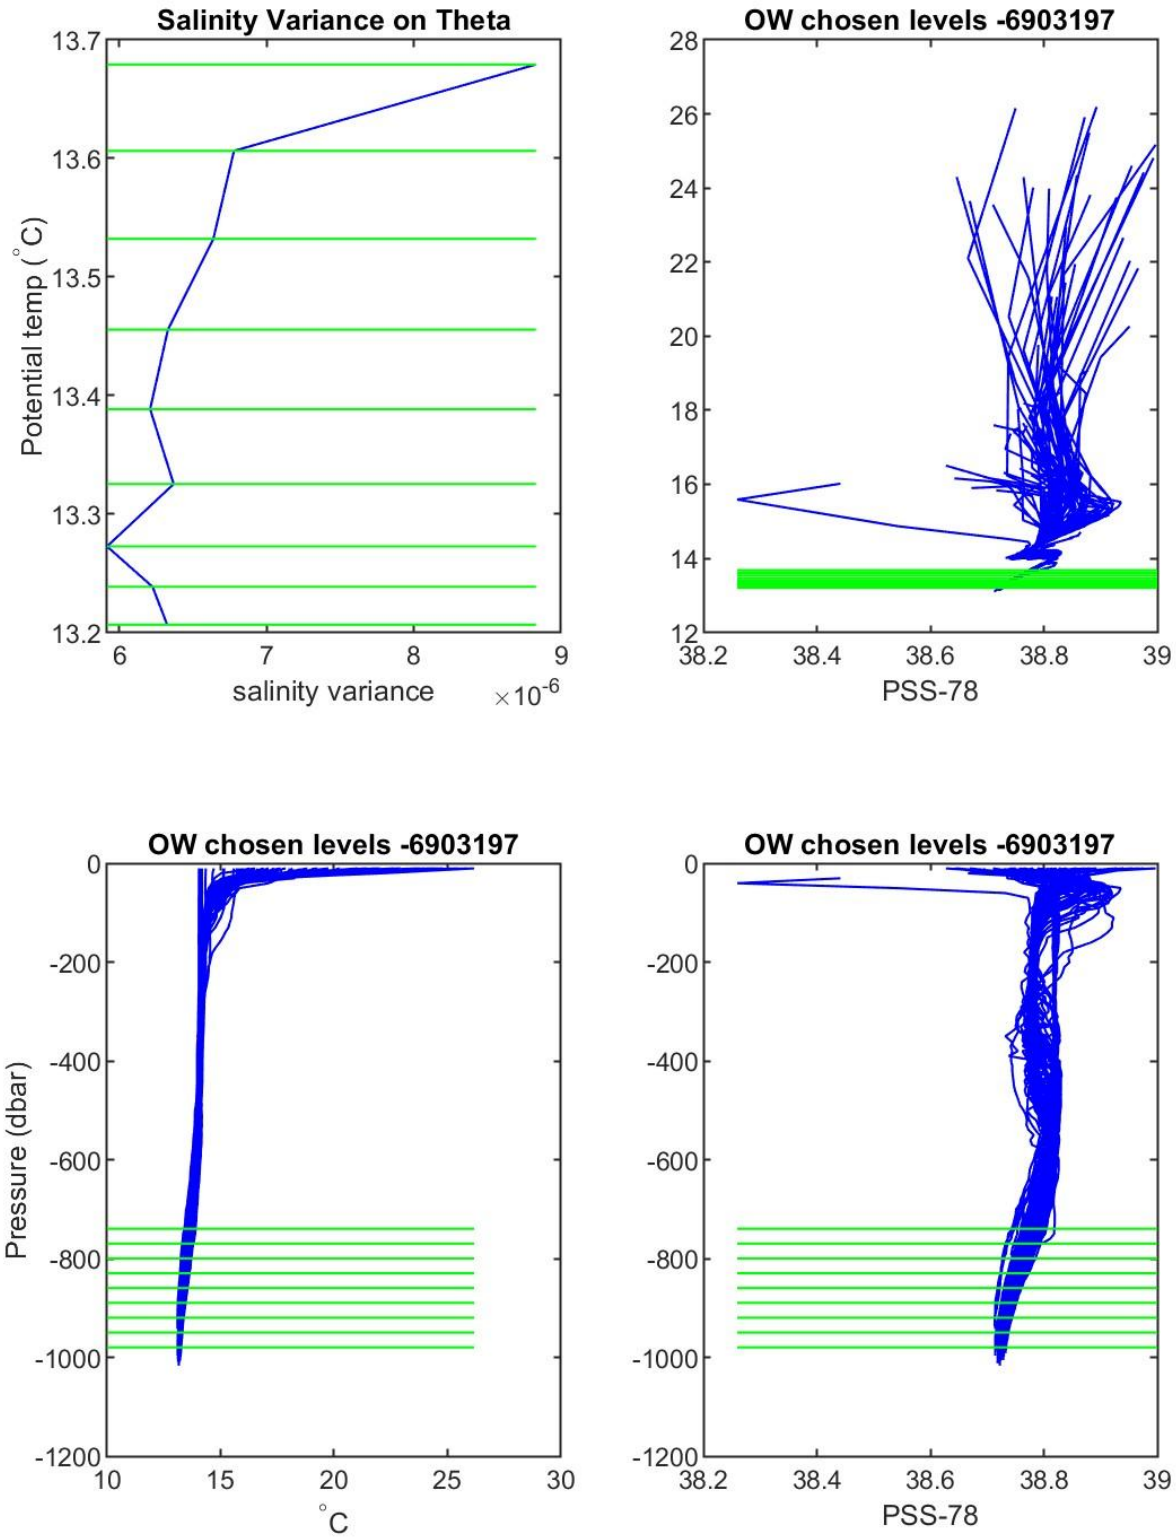 Salinity Variance on Theta
13.7
13.6
13.5
13.4
13.3
13.2
Potential temp (°C)
6 7 8 9
salinity variance ×10-6
OW chosen levels -6903197
28
26
24
22
20
18
16
14
12
38.2 38.4 38.6 38.8 39
PSS-78
OW chosen levels -6903197
0
-200
-400
-600
-800
-1000
-1200
Pressure (dbar)
10 15 20 25 30
°C
OW chosen levels -6903197
0
-200
-400
-600
-800
-1000
-1200
38.2 38.4 38.6 38.8 39
PSS-78